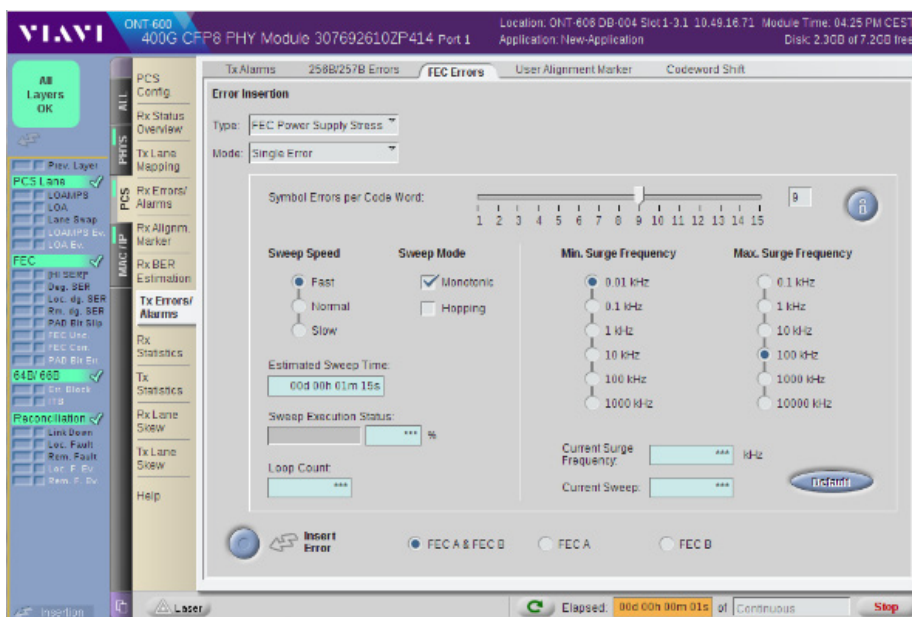 VIAVI
ONT-600
400G CFP8 PHY Module 307692610ZP414 Port 1
Location: ONT-608 DB-004 Slot 1-3.1 10.49.16.71 Module Time: 04:25 PM CEST
Application: New-Application
Disk: 2.3GB of 7.2GB free
All
Layers
OK
Prev. Layer
PCS Lane
LOAMPS
LOA
Lane Swap
LOAMPS Ev.
LOA Ev.
FEC
HI SER
Deg. SER
Loc. dg. SER
Rm. dg. SER
PAD Bit Slip
FEC Unc.
FEC Corr.
PAD Bit Err
64B/66B
Err. Block
ITB
Reconciliation
Link Down
Loc. Fault
Rem. Fault
Loc. F. Ev.
Rem. F. Ev.
Insertion
ALL
PHTS
PCS
MAC / IP
PCS
Config.
Rx Status
Overview
Tx Lane
Mapping
Rx Errors/
Alarms
Rx Alignm.
Marker
Rx BER
Estimation
Tx Errors/
Alarms
Rx
Statistics
Tx
Statistics
Rx Lane
Skew
Tx Lane
Skew
Help
Tx Alarms
256B/257B Errors
FEC Errors
User Alignment Marker
Codeword Shift
Error Insertion
Type: FEC Power Supply Stress
Mode: Single Error
Symbol Errors per Code Word:
1 2 3 4 5 6 7 8 9 10 11 12 13 14 15
9
Sweep Speed
Fast
Normal
Slow
Sweep Mode
Monotonic
Hopping
Estimated Sweep Time:
00d 00h 01m 15s
Sweep Execution Status:
*** %
Loop Count:
***
Min. Surge Frequency
0.01 kHz
0.1 kHz
1 kHz
10 kHz
100 kHz
1000 kHz
Max. Surge Frequency
0.1 kHz
1 kHz
10 kHz
100 kHz
1000 kHz
10000 kHz
Current Surge
Frequency: *** kHz
Current Sweep: ***
Default
Insert
Error
FEC A & FEC B
FEC A
FEC B
Laser
Elapsed: 00d 00h 00m 01s of Continuous
Stop